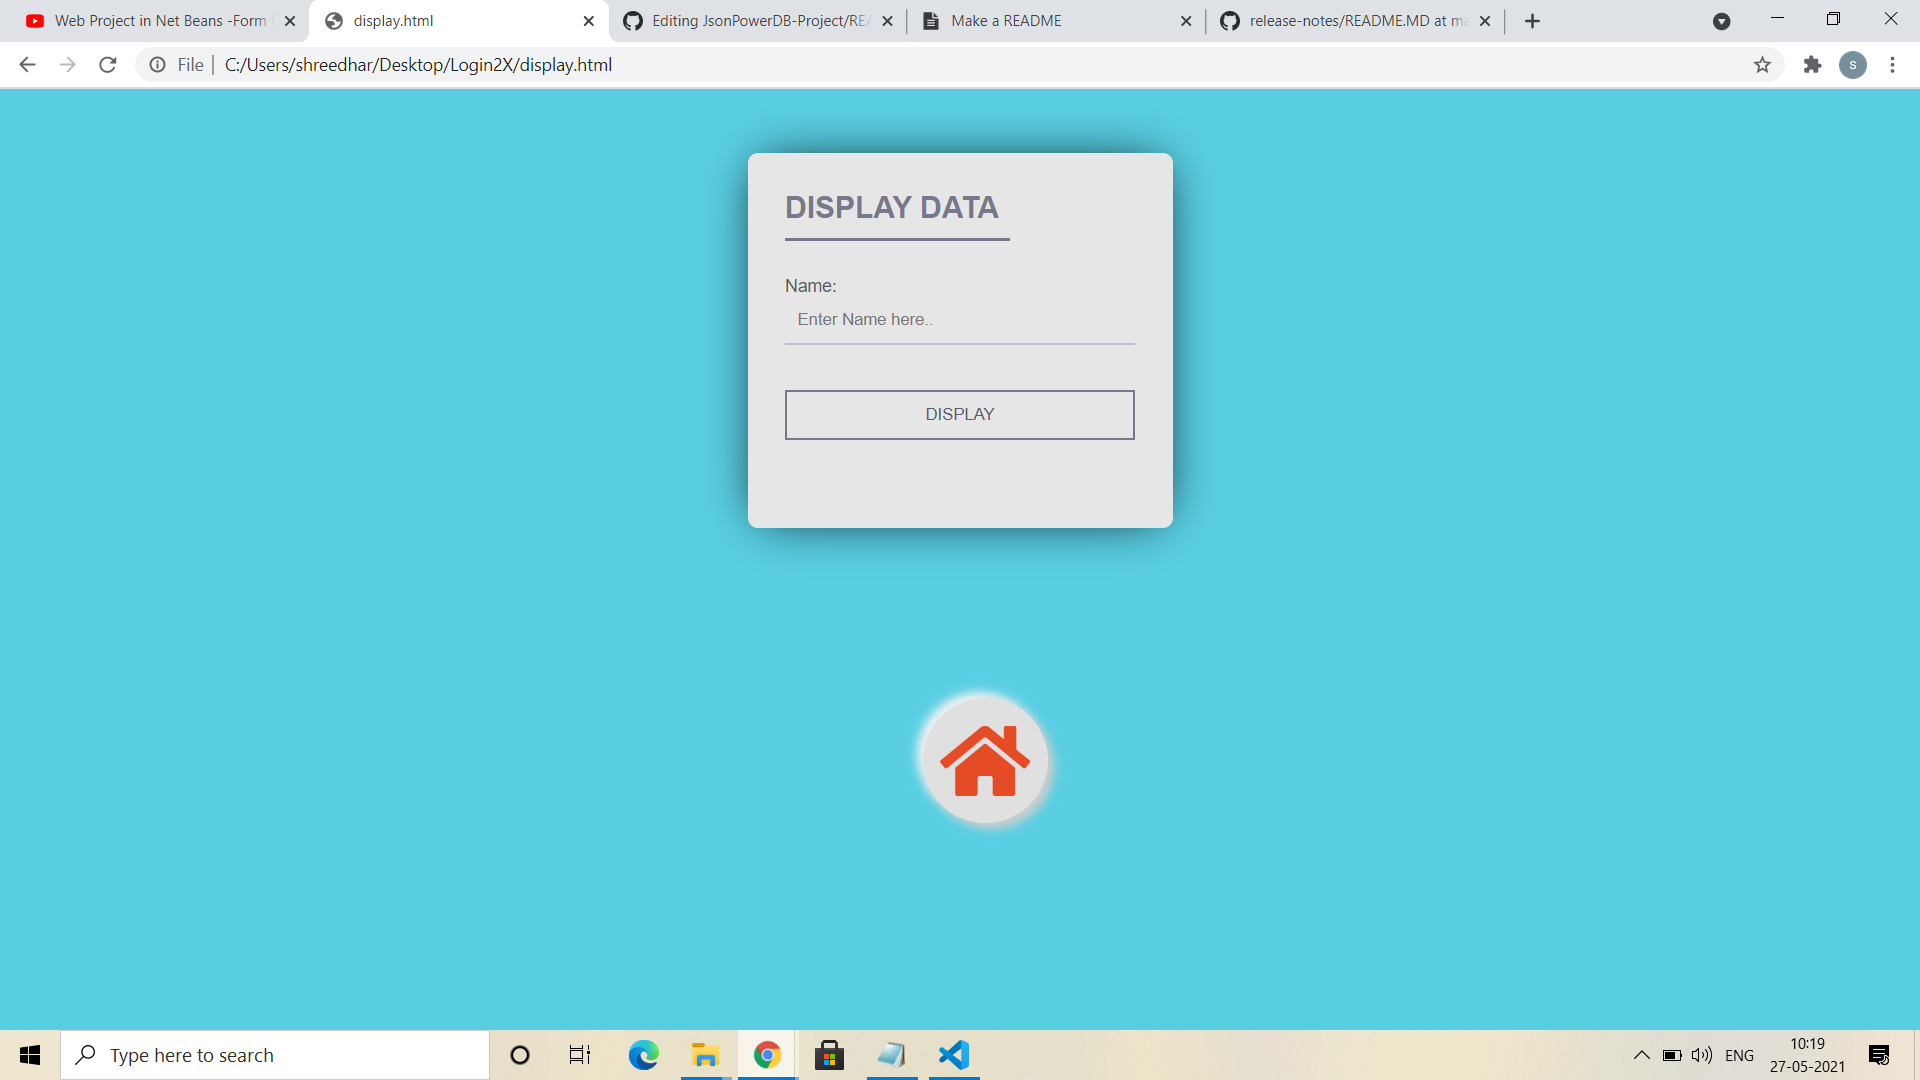 Web Project in Net Beans -Form
display.html
Editing JsonPowerDB-Project/REA
Make a README
release-notes/README.MD at ma
File
C:/Users/shreedhar/Desktop/Login2X/display.html
s
DISPLAY DATA
Name:
Enter Name here..
DISPLAY
Type here to search
ENG
10:19
27-05-2021